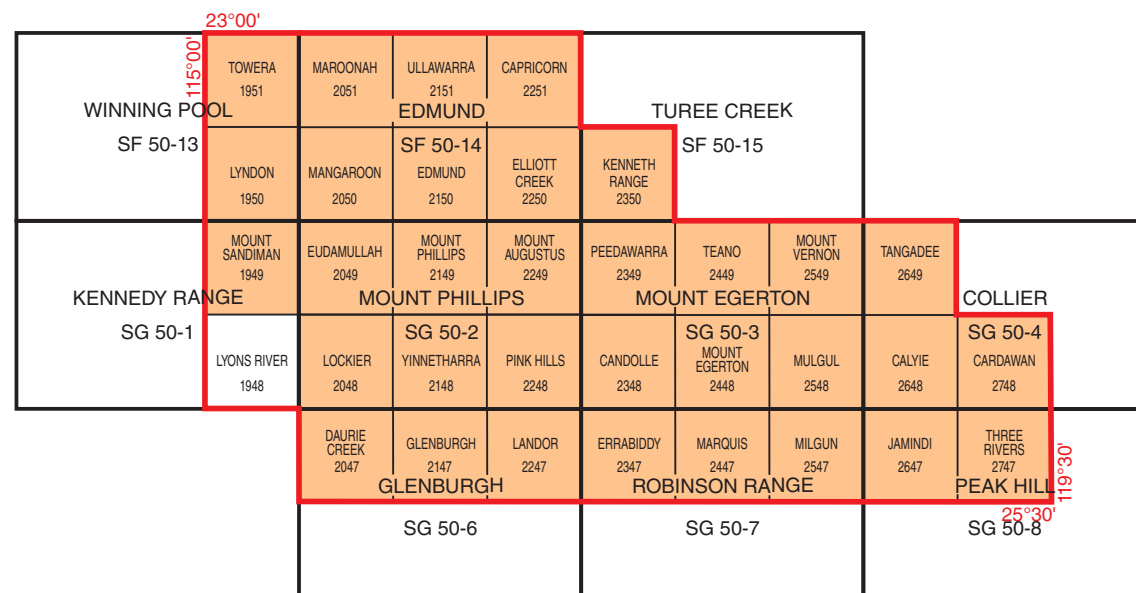 23°00'
115°00'
TOWERA
1951
MAROONAH
2051
ULLAWARRA
2151
CAPRICORN
2251
WINNING POOL
SF 50-13
EDMUND
SF 50-14
TUREE CREEK
SF 50-15
LYNDON
1950
MANGAROON
2050
EDMUND
2150
ELLIOTT
CREEK
2250
KENNETH
RANGE
2350
MOUNT
SANDIMAN
1949
EUDAMULLAH
2049
MOUNT
PHILLIPS
2149
MOUNT
AUGUSTUS
2249
PEEDAWARRA
2349
TEANO
2449
MOUNT
VERNON
2549
TANGADEE
2649
KENNEDY RANGE
SG 50-1
MOUNT PHILLIPS
SG 50-2
MOUNT EGERTON
SG 50-3
COLLIER
SG 50-4
LYONS RIVER
1948
LOCKIER
2048
YINNETHARRA
2148
PINK HILLS
2248
CANDOLLE
2348
MOUNT
EGERTON
2448
MULGUL
2548
CALYIE
2648
CARDAWAN
2748
DAURIE
CREEK
2047
GLENBURGH
2147
LANDOR
2247
ERRABIDDY
2347
MARQUIS
2447
MILGUN
2547
JAMINDI
2647
THREE
RIVERS
2747
119°30'
GLENBURGH
SG 50-6
ROBINSON RANGE
SG 50-7
PEAK HILL
25°30'
SG 50-8